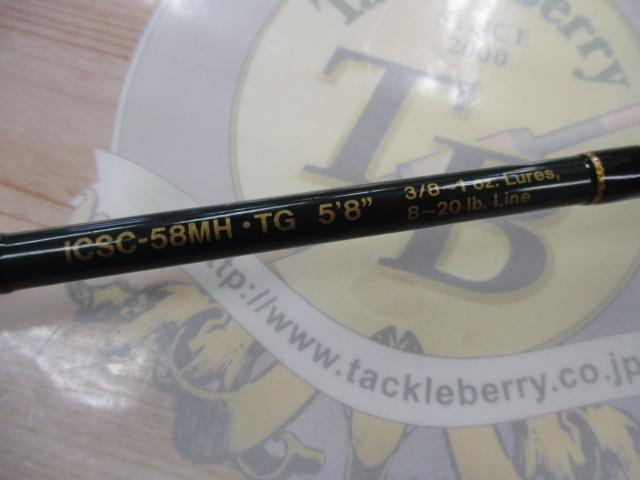 TackleBerry
SINCE
2000
TB
ICSC-58MH・TG 5'8" 3/8~1 oz. Lures,
8~20 lb. Line
http://www.tackleberry.co.jp